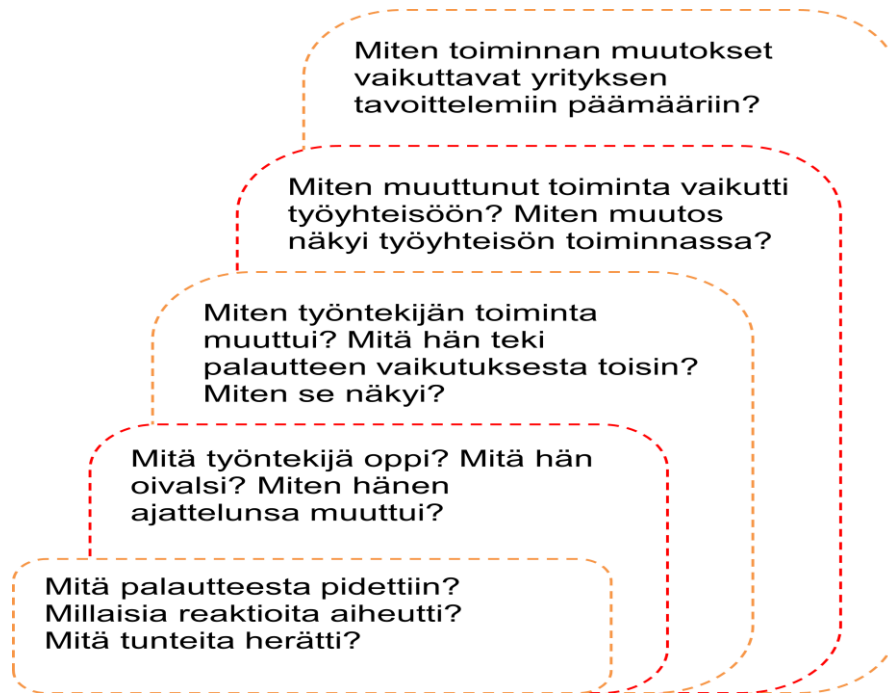 Miten toiminnan muutokset
vaikuttavat yrityksen
tavoittelemiin päämääriin?
Miten muuttunut toiminta vaikutti
työyhteisöön? Miten muutos
näkyi työyhteisön toiminnassa?
Miten työntekijän toiminta
muuttui? Mitä hän teki
palautteen vaikutuksesta toisin?
Miten se näkyi?
Mitä työntekijä oppi? Mitä hän
oivalsi? Miten hänen
ajattelunsa muuttui?
Mitä palautteesta pidettiin?
Millaisia reaktioita aiheutti?
Mitä tunteita herätti?